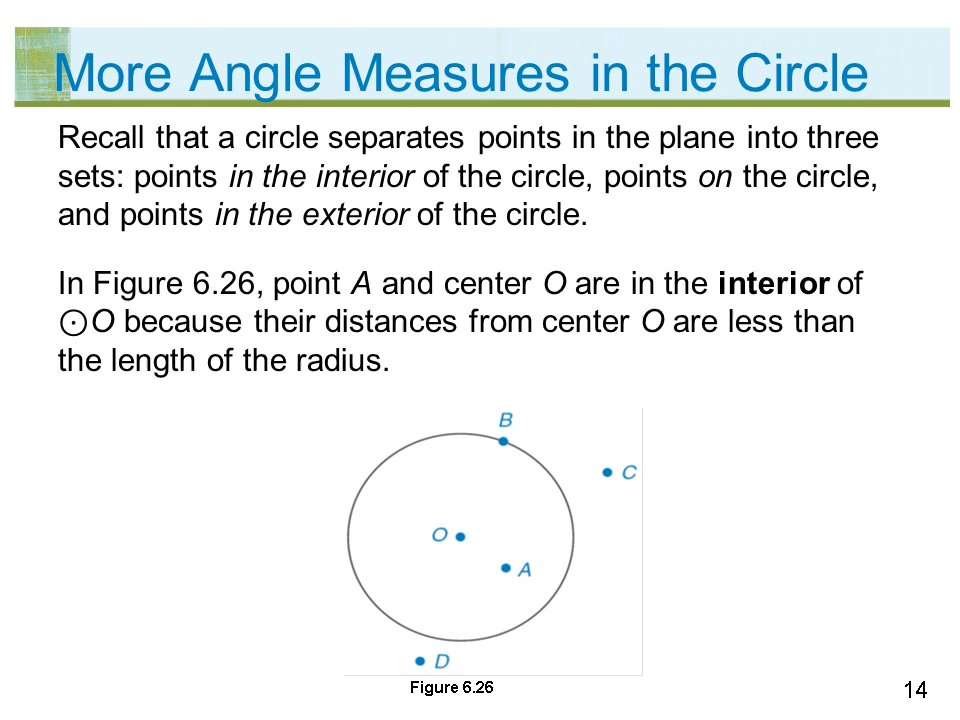 More Angle Measures in the Circle
Recall that a circle separates points in the plane into three
sets: points in the interior of the circle, points on the circle,
and points in the exterior of the circle.
In Figure 6.26, point A and center O are in the interior of
⨀O because their distances from center O are less than
the length of the radius.
B
C
O
A
D
Figure 6.26
14